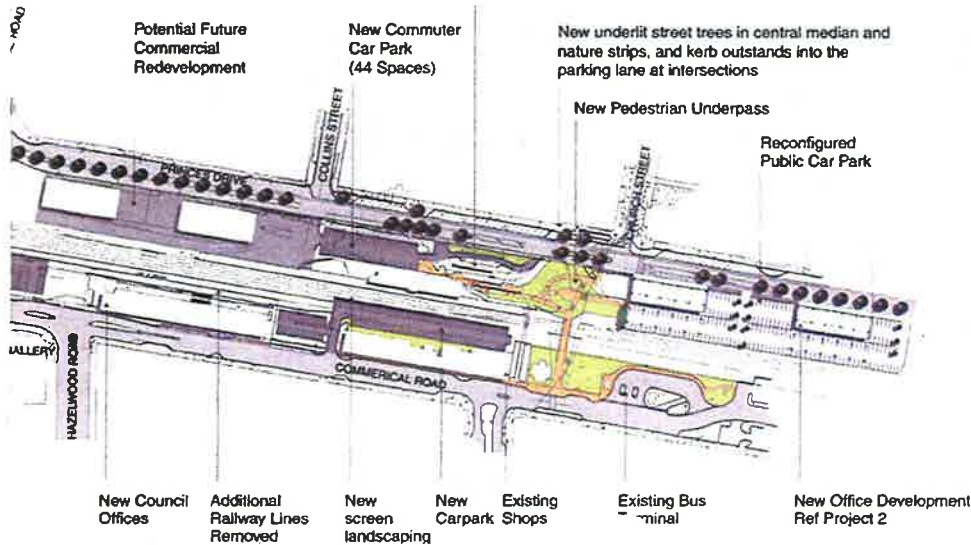 ROAD
Potential Future
Commercial
Redevelopment
New Commuter
Car Park
(44 Spaces)
New underlit street trees in central median and
nature strips, and kerb outstands into the
parking lane at intersections
New Pedestrian Underpass
Reconfigured
Public Car Park
COLLINS STREET
STREET
PRINCES DRIVE
HAZELWOOD ROAD
COMMERICAL ROAD
New Council
Offices
Additional
Railway Lines
Removed
New
screen
landscaping
New
Carpark
Existing
Shops
Existing Bus
New Office Development
Ref Project 2